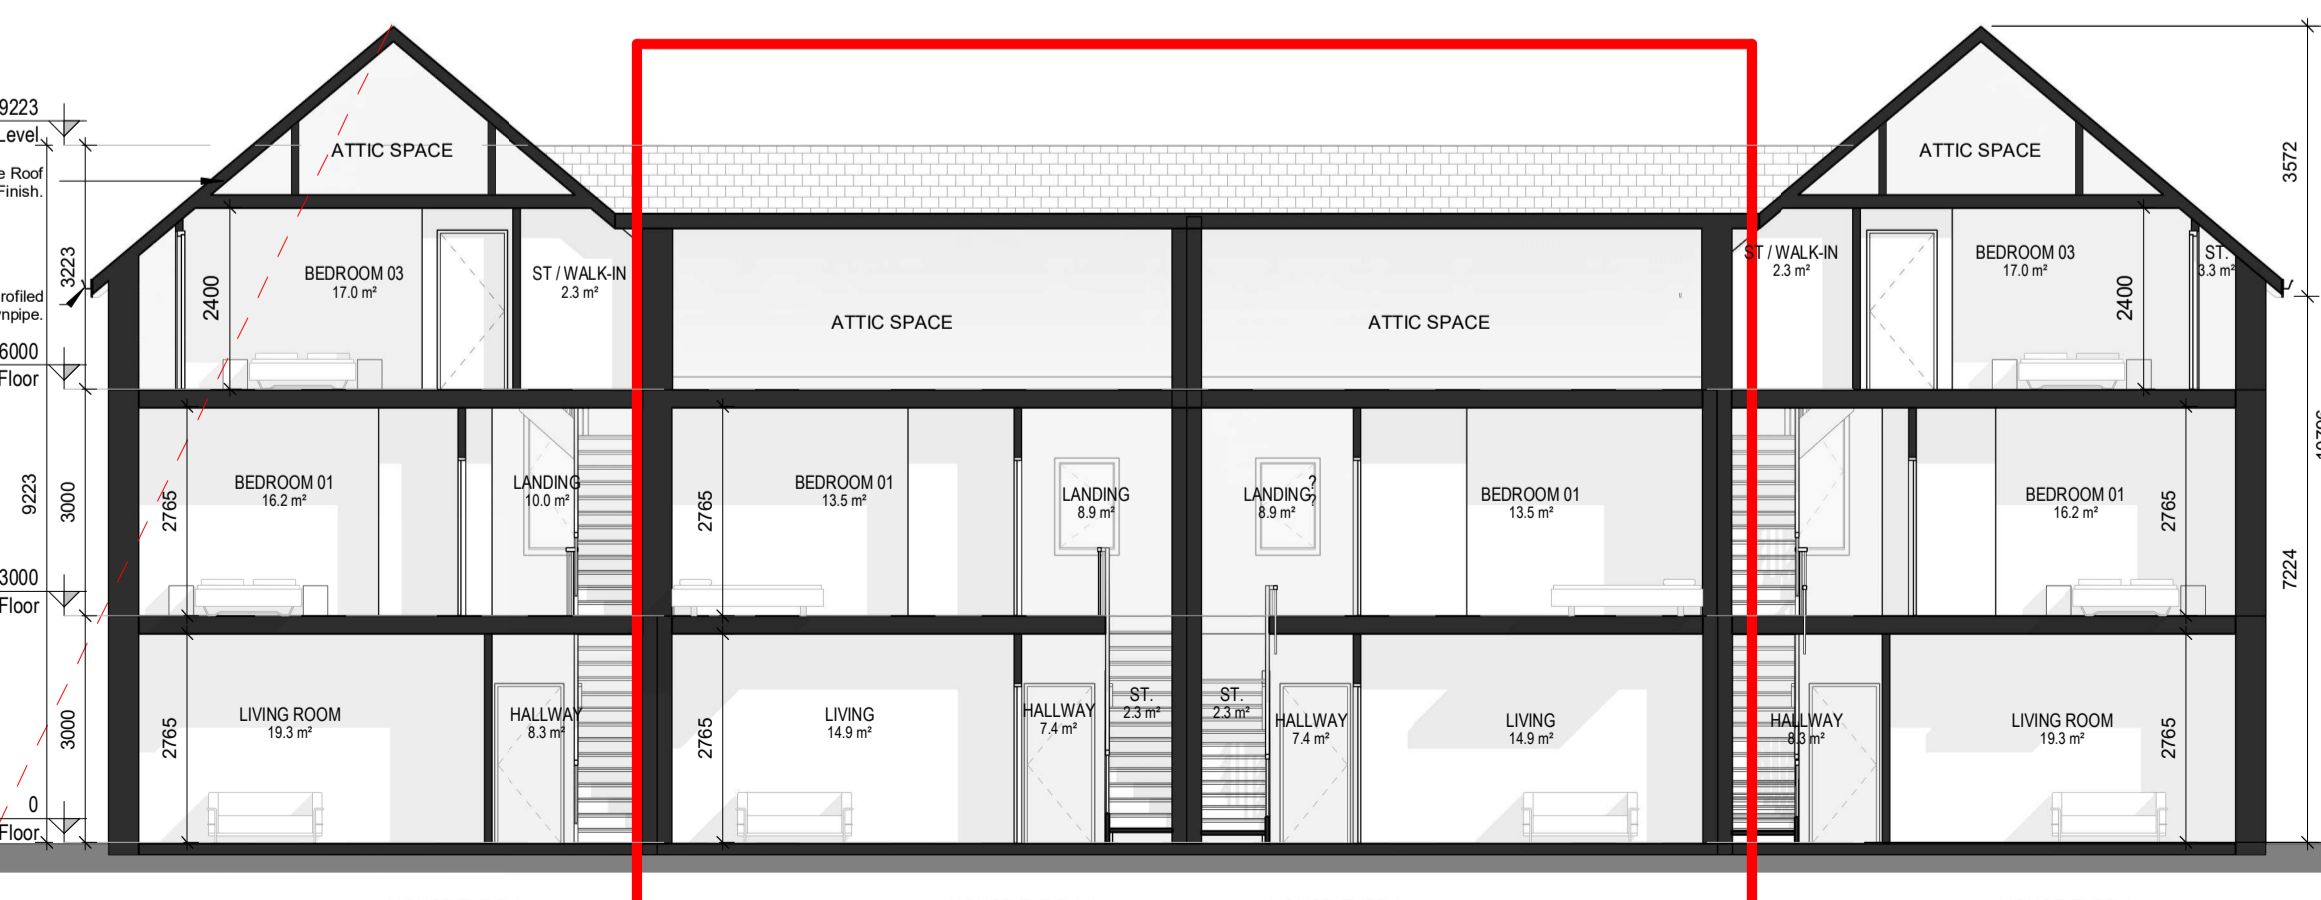 9223
Level
e Roof
Finish.
rofiled
npipe.
6000
Floor
3000
Floor
0
Floor
9223
3223
3000
3000
ATTIC SPACE
ATTIC SPACE
2400
BEDROOM 03
17.0 m²
ST / WALK-IN
2.3 m²
ATTIC SPACE
ATTIC SPACE
ST / WALK-IN
2.3 m²
BEDROOM 03
17.0 m²
2400
ST.
3.3 m²
2765
BEDROOM 01
16.2 m²
LANDING
10.0 m²
2765
BEDROOM 01
13.5 m²
LANDING
8.9 m²
LANDING
8.9 m²
?
?
BEDROOM 01
13.5 m²
BEDROOM 01
16.2 m²
2765
2765
LIVING ROOM
19.3 m²
HALLWAY
8.3 m²
2765
LIVING
14.9 m²
HALLWAY
7.4 m²
ST.
2.3 m²
ST.
2.3 m²
HALLWAY
7.4 m²
LIVING
14.9 m²
HALLWAY
8.3 m²
LIVING ROOM
19.3 m²
2765
3572
7224